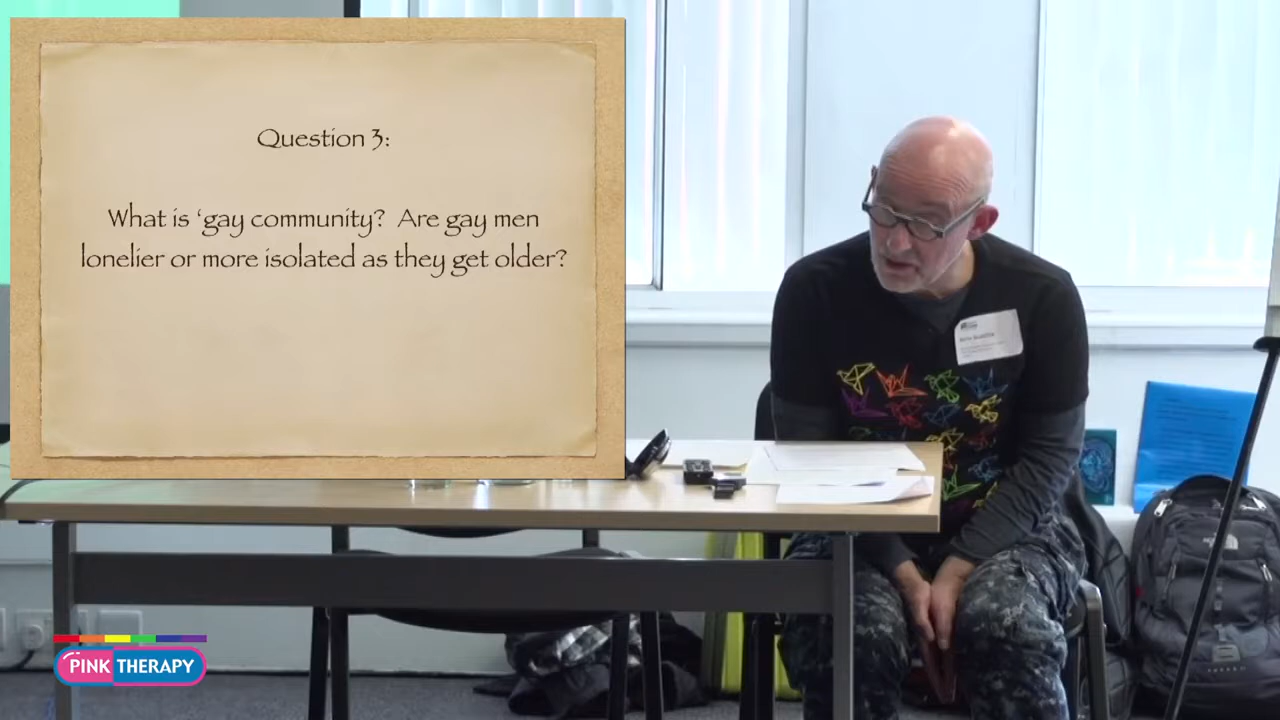 Question 3:
What is ‘gay community? Are gay men
lonelier or more isolated as they get older?
PINK THERAPY